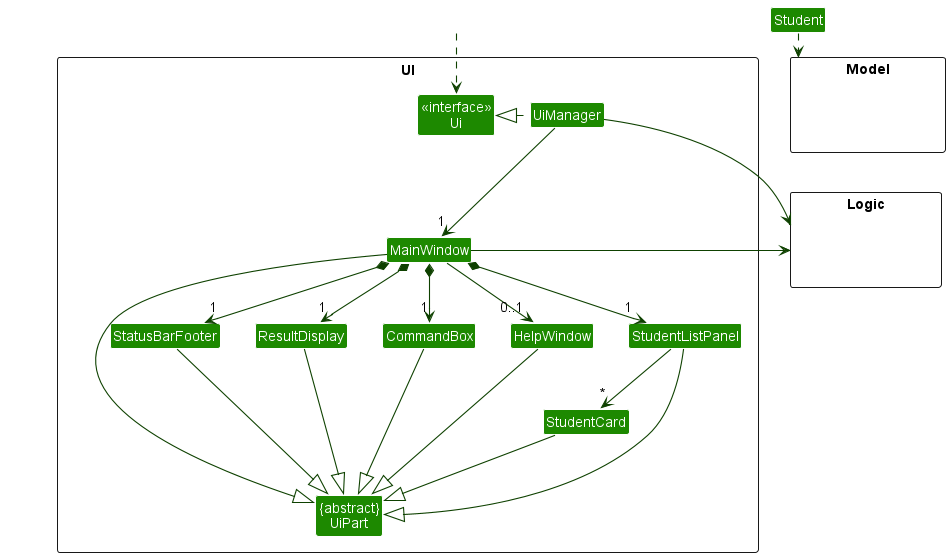 Student
UI
Model
«interface»
Ui
UiManager
Logic
1
MainWindow
1
1
1
0..1
1
StatusBarFooter
ResultDisplay
CommandBox
HelpWindow
StudentListPanel
*
StudentCard
{abstract}
UiPart